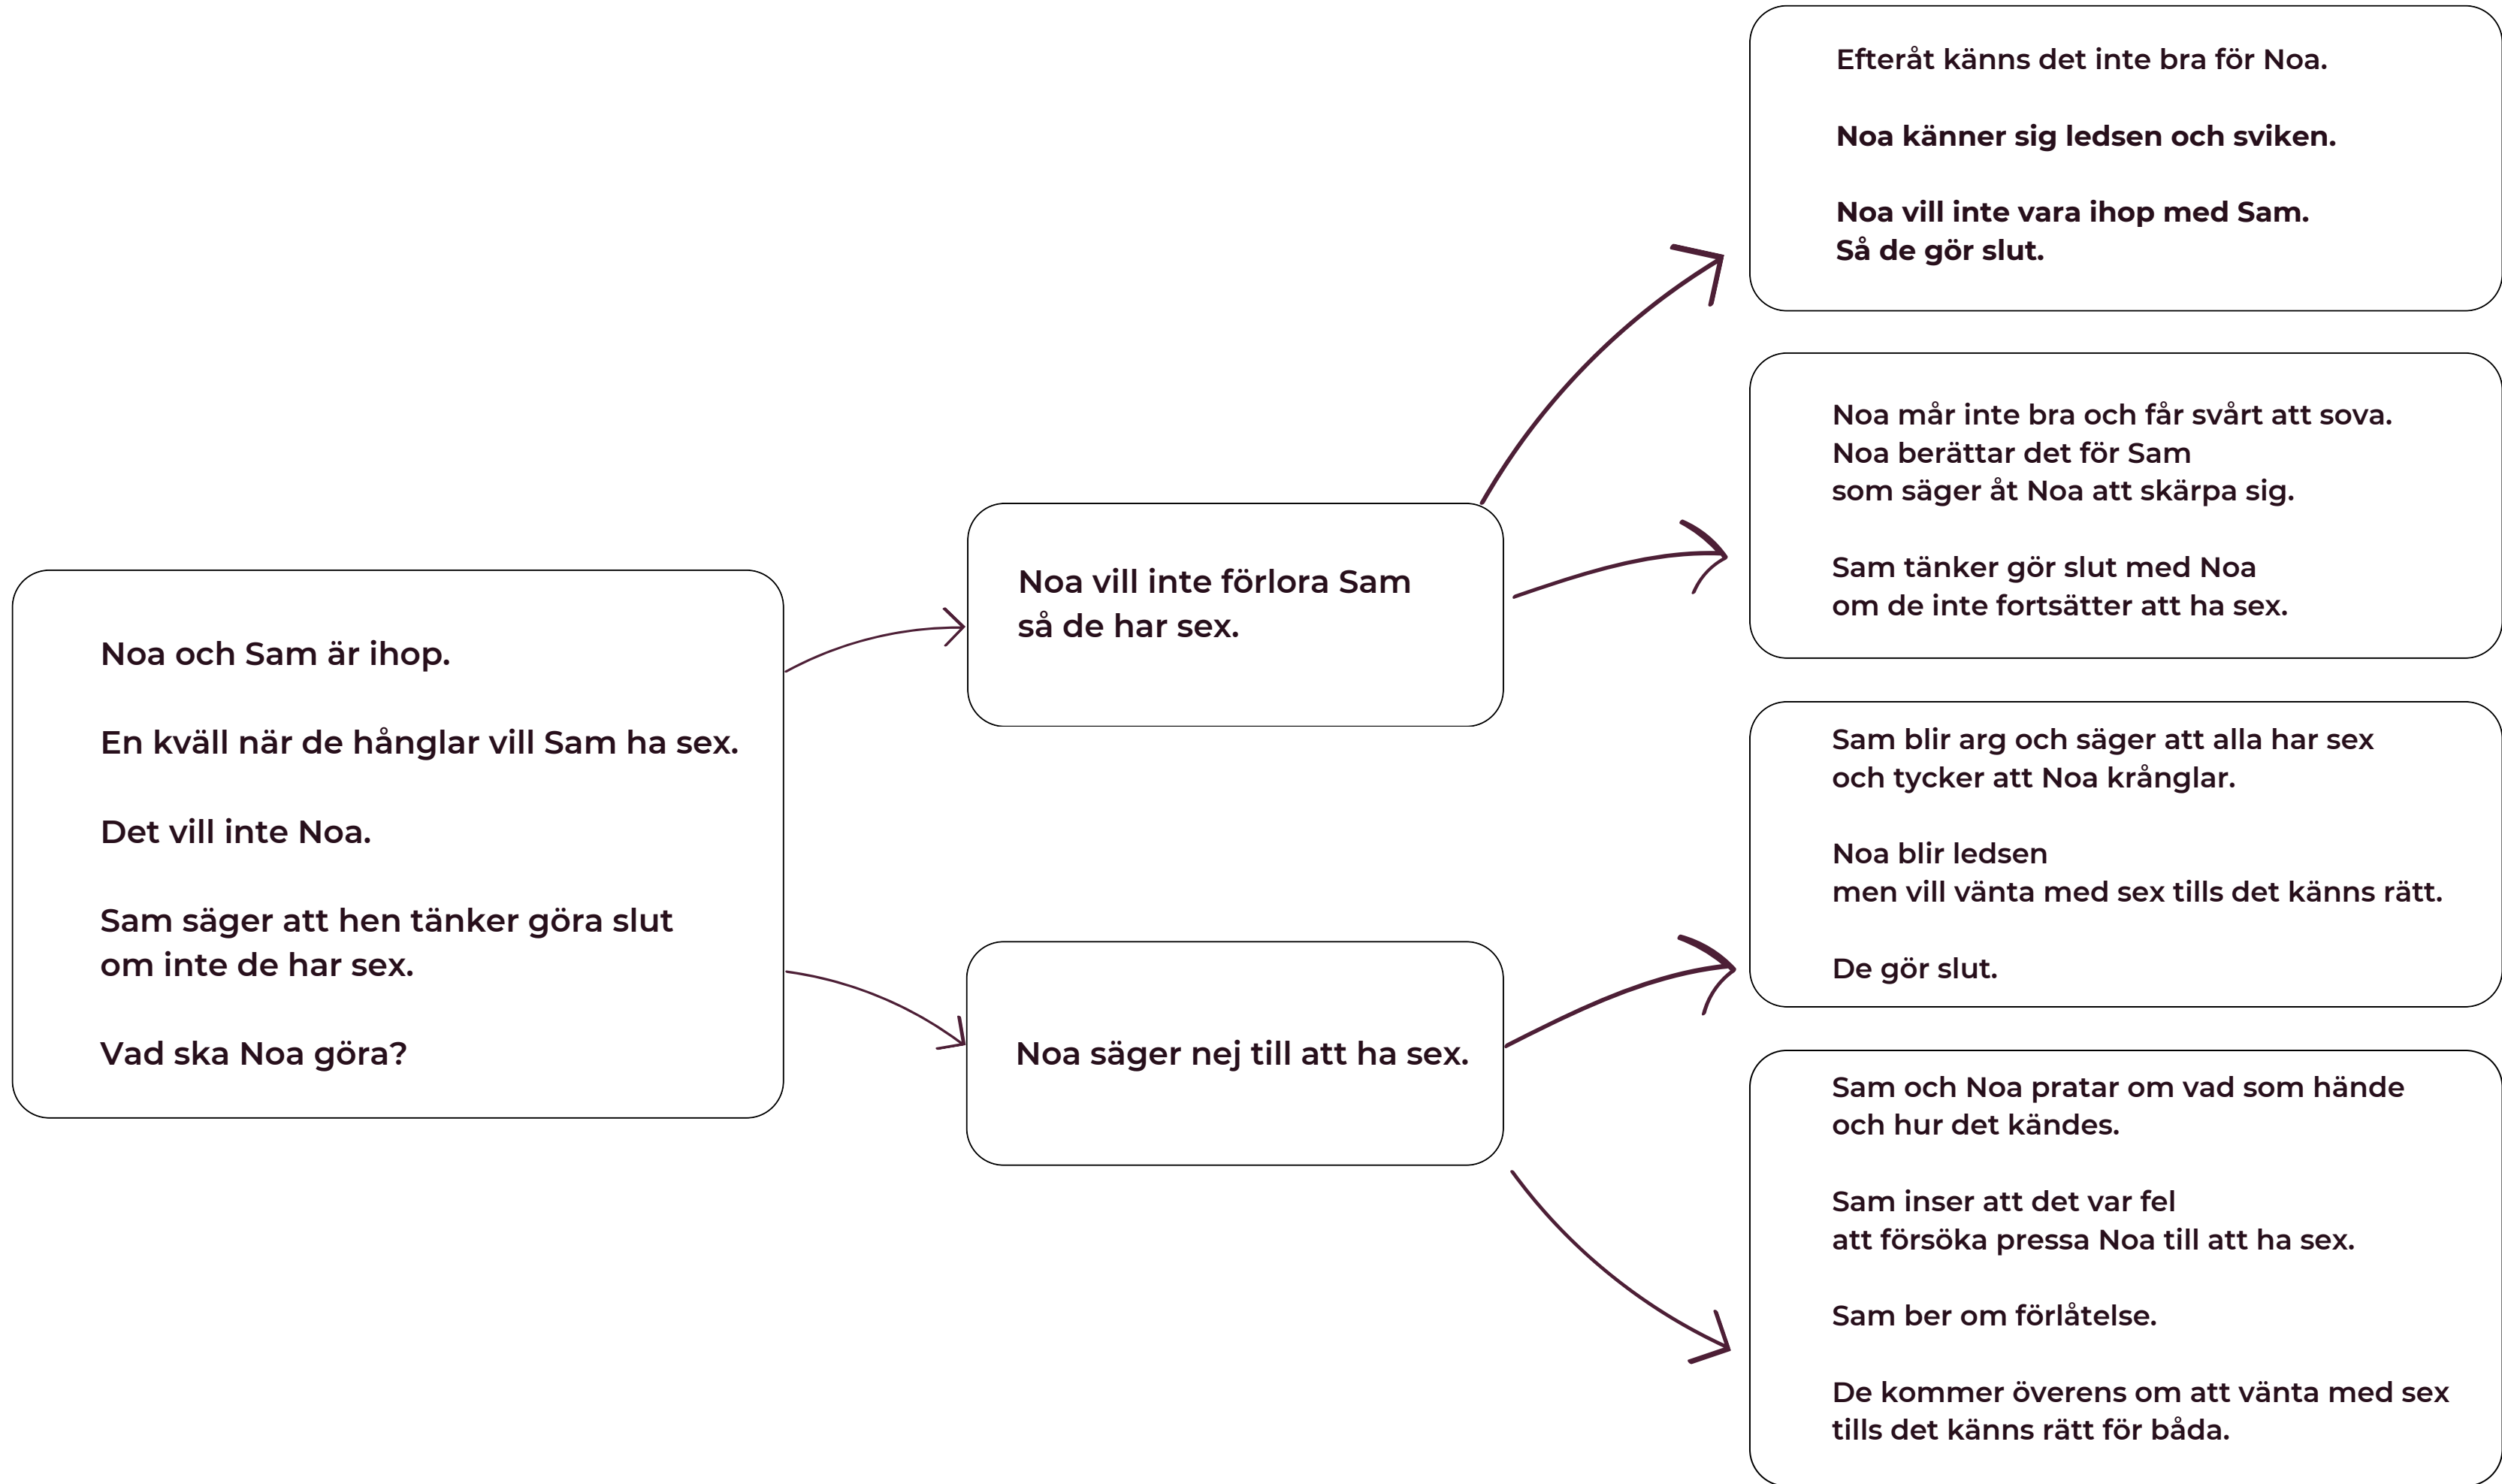 Noa och Sam är ihop.
En kväll när de hånglar vill Sam ha sex.
Det vill inte Noa.
Sam säger att hen tänker göra slut
om inte de har sex.
Vad ska Noa göra?
Noa vill inte förlora Sam
så de har sex.
Noa säger nej till att ha sex.
Efteråt känns det inte bra för Noa.
Noa känner sig ledsen och sviken.
Noa vill inte vara ihop med Sam.
Så de gör slut.
Noa mår inte bra och får svårt att sova.
Noa berättar det för Sam
som säger åt Noa att skärpa sig.
Sam tänker gör slut med Noa
om de inte fortsätter att ha sex.
Sam blir arg och säger att alla har sex
och tycker att Noa krånglar.
Noa blir ledsen
men vill vänta med sex tills det känns rätt.
De gör slut.
Sam och Noa pratar om vad som hände
och hur det kändes.
Sam inser att det var fel
att försöka pressa Noa till att ha sex.
Sam ber om förlåtelse.
De kommer överens om att vänta med sex
tills det känns rätt för båda.